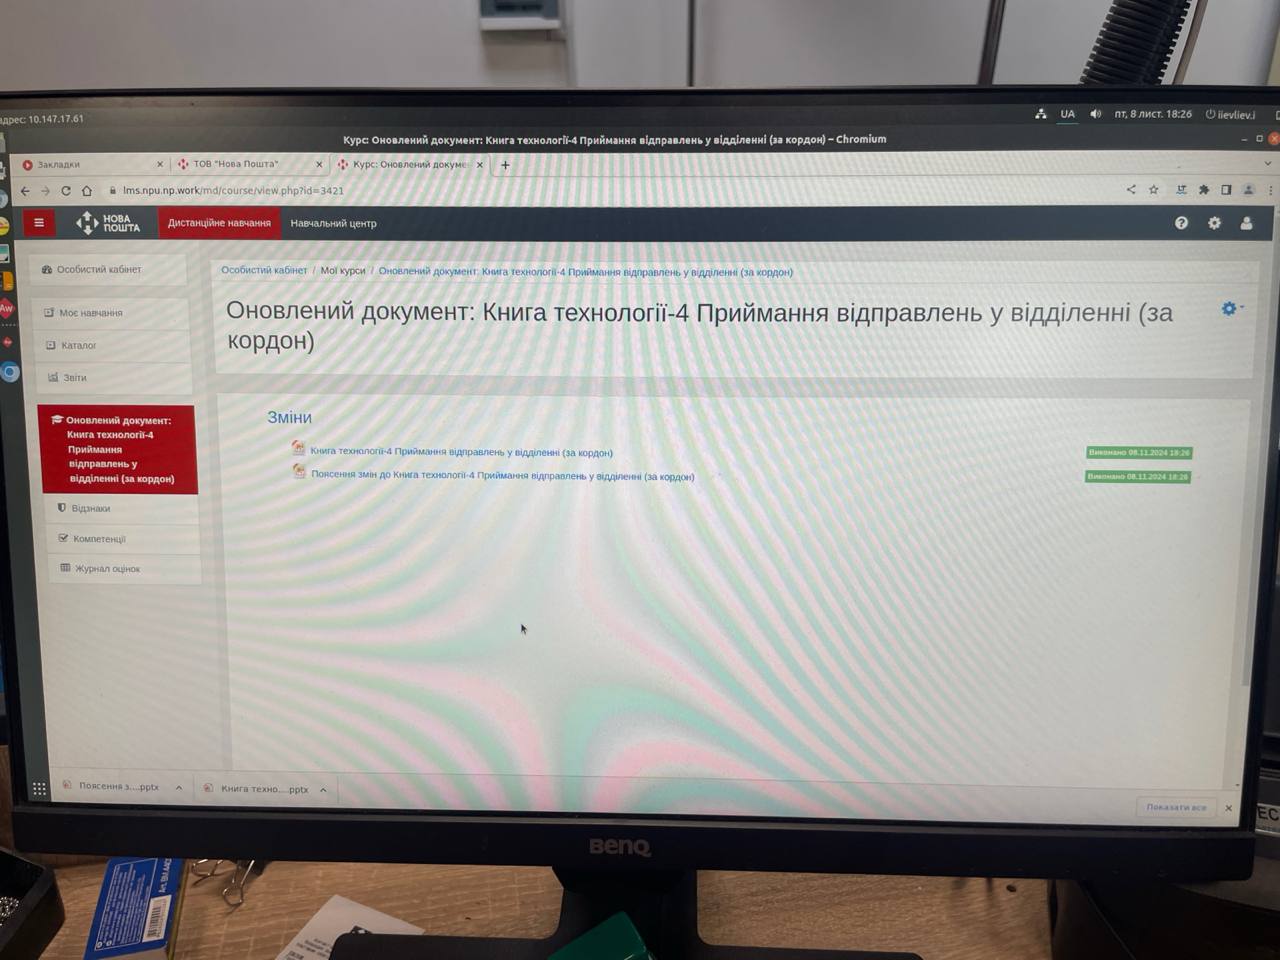 адрес: 10.147.17.61
UA
пт, 8 лист. 18:26
iievliev.i
Курс: Оновлений документ: Книга технології-4 Приймання відправлень у відділенні (за кордон) – Chromium
Закладки
ТОВ "Нова Пошта"
Курс: Оновлений докуме
lms.npu.np.work/md/course/view.php?id=3421
LT
НОВА
ПОШТА
Дистанційне навчання
Навчальний центр
Особистий кабінет
Моє навчання
Каталог
Звіти
Оновлений документ:
Книга технології-4
Приймання
відправлень у
відділенні (за кордон)
Відзнаки
Компетенції
Журнал оцінок
Особистий кабінет / Мої курси / Оновлений документ: Книга технології-4 Приймання відправлень у відділенні (за кордон)
Оновлений документ: Книга технології-4 Приймання відправлень у відділенні (за
кордон)
Зміни
Книга технології-4 Приймання відправлень у відділенні (за кордон)
Виконано 08.11.2024 18:26
Поясення змін до Книга технології-4 Приймання відправлень у відділенні (за кордон)
Виконано 08.11.2024 18:26
Aw
Поясення з....pptx
Книга техно....pptx
Показати все
BenQ